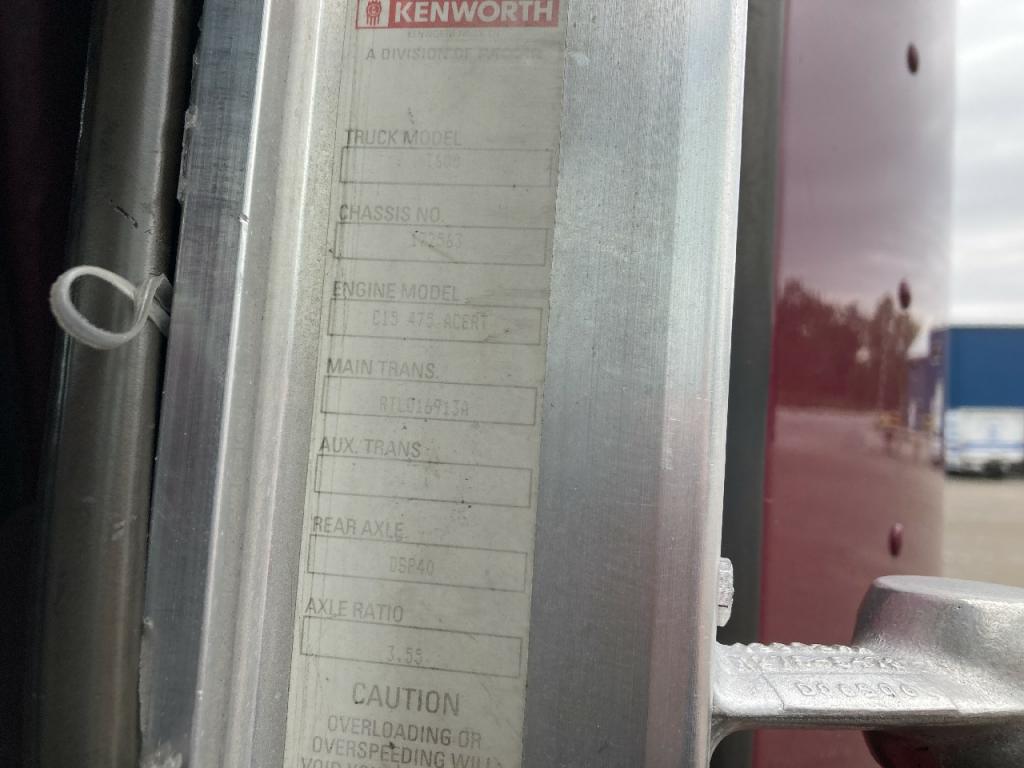 KENWORTH
A DIVISION OF PACCAR
TRUCK MODEL
CHASSIS NO.
ENGINE MODEL
C15 475 ACERT
MAIN TRANS.
RTLO16913A
AUX. TRANS
REAR AXLE
DSP40
AXLE RATIO
3.55
CAUTION
OVERLOADING OR
OVERSPEEDING WILL